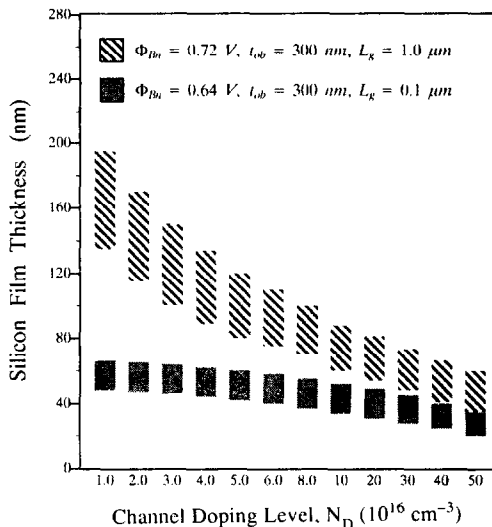 280
240
200
160
120
80
40
0
Silicon Film Thickness (nm)
Φ_Bn = 0.72 V, t_ob = 300 nm, L_g = 1.0 μm
Φ_Bn = 0.64 V, t_ob = 300 nm, L_g = 0.1 μm
1.0 2.0 3.0 4.0 5.0 6.0 8.0 10 20 30 40 50
Channel Doping Level, N_D (10^16 cm^-3)